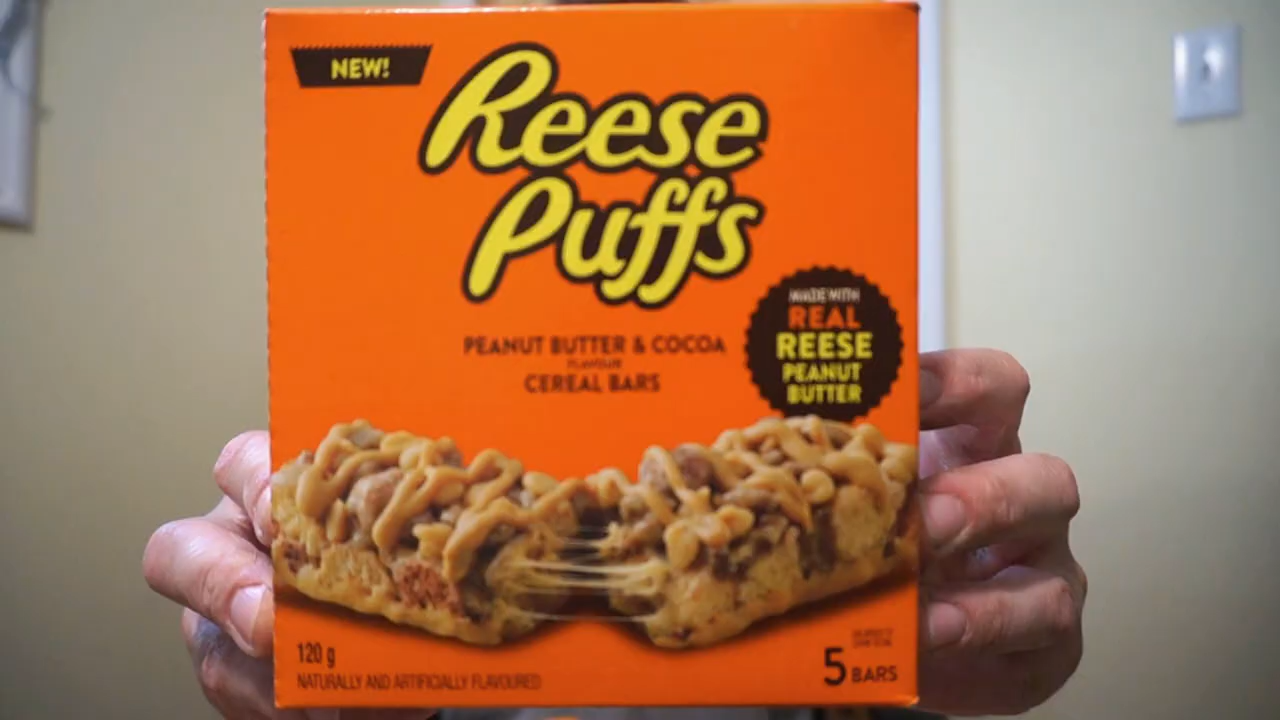 NEW!
Reese
Puffs
PEANUT BUTTER & COCOA
FLAVOUR
CEREAL BARS
MADE WITH
REAL
REESE
PEANUT
BUTTER
120 g
NATURALLY AND ARTIFICIALLY FLAVOURED
5 BARS